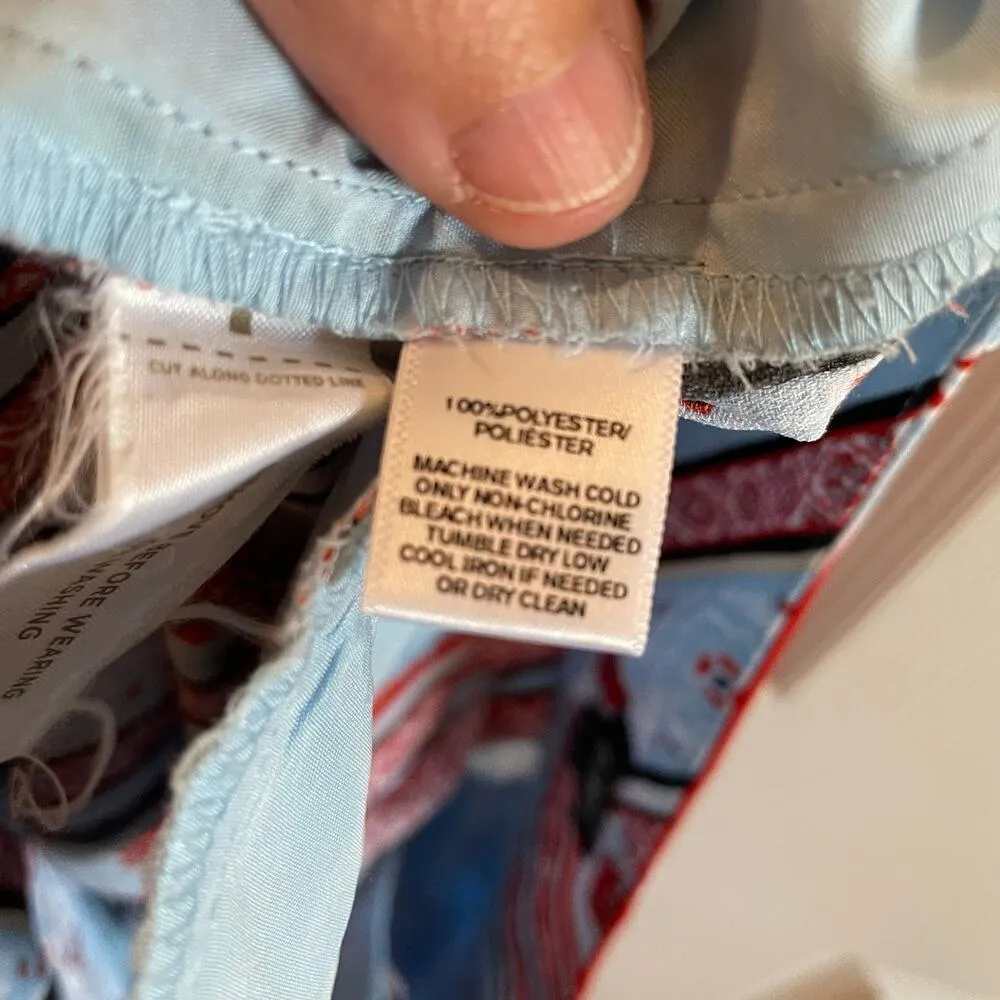 CUT ALONG DOTTED LINE
100%POLYESTER/
POLIÉSTER
MACHINE WASH COLD
ONLY NON-CHLORINE
BLEACH WHEN NEEDED
TUMBLE DRY LOW
COOL IRON IF NEEDED
OR DRY CLEAN
BEFORE WEARING
WASHING